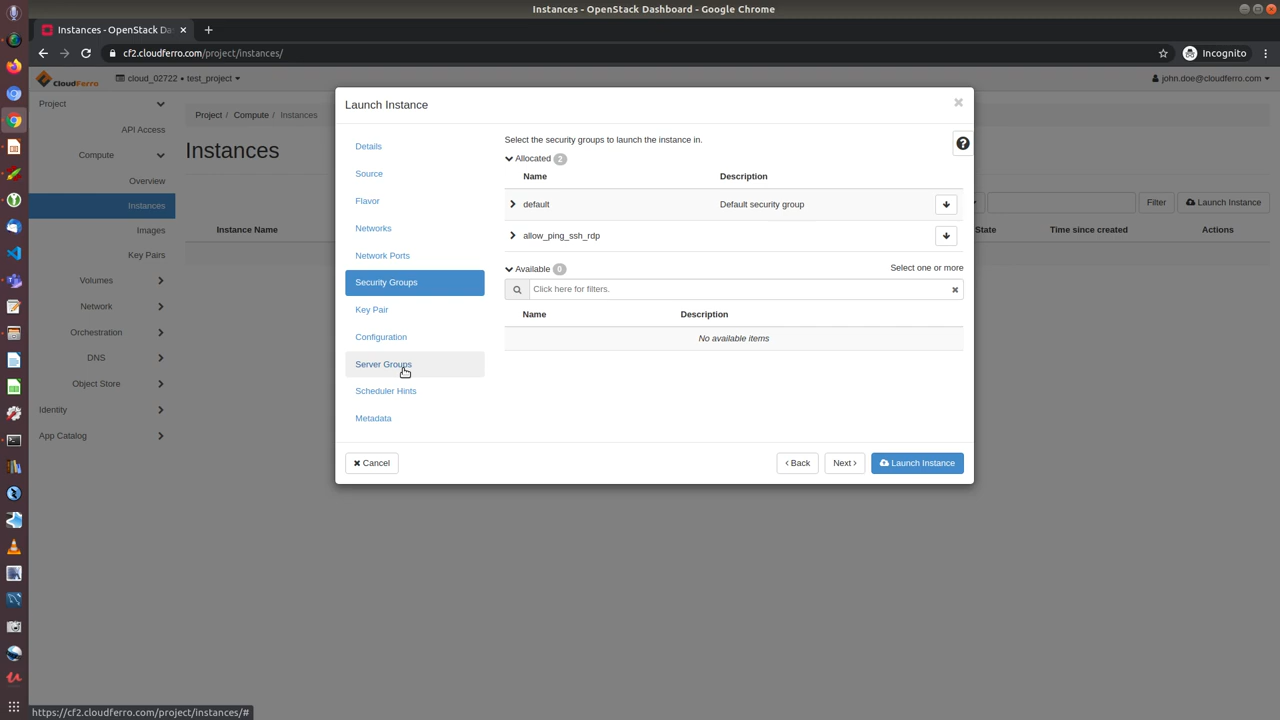 Instances - OpenStack Dashboard - Google Chrome
Instances - OpenStack Da
cf2.cloudferro.com/project/instances/
Incognito
CloudFerro
cloud_02722 • test_project
john.doe@cloudferro.com
Project
API Access
Compute
Overview
Instances
Images
Key Pairs
Volumes
Network
Orchestration
DNS
Object Store
Identity
App Catalog
Project / Compute / Instances
Instances
Filter
Launch Instance
Instance Name
State
Time since created
Actions
Launch Instance
Details
Source
Flavor
Networks
Network Ports
Security Groups
Key Pair
Configuration
Server Groups
Scheduler Hints
Metadata
Select the security groups to launch the instance in.
Allocated 2
Name Description
default Default security group
allow_ping_ssh_rdp
Available 0 Select one or more
Click here for filters.
Name Description
No available items
Cancel
Back
Next
Launch Instance
https://cf2.cloudferro.com/project/instances/#